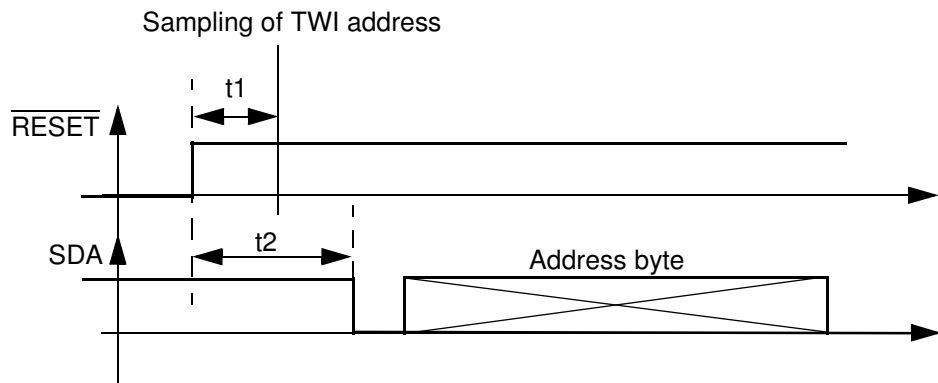 Sampling of TWI address
t1
RESET
t2
SDA
Address byte